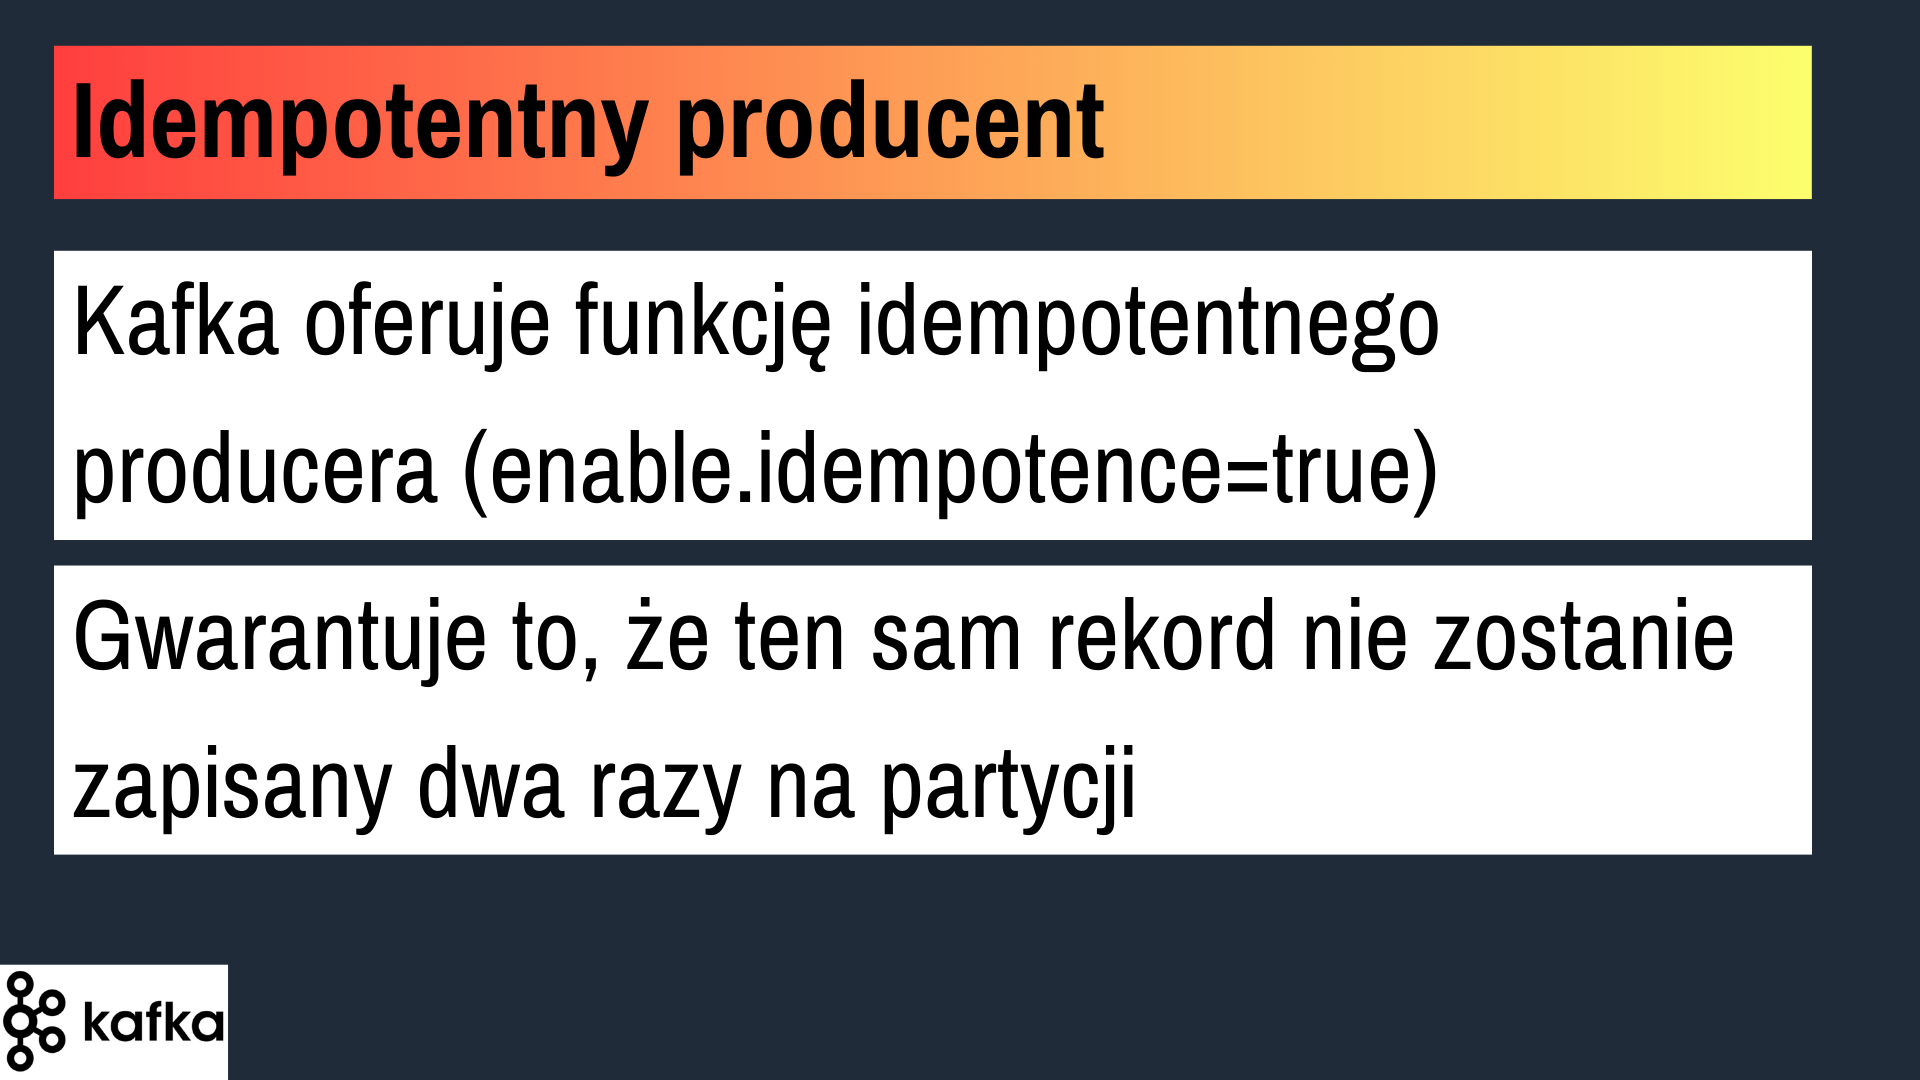 Idempotentny producent
Kafka oferuje funkcję idempotentnego
producera (enable.idempotence=true)
Gwarantuje to, że ten sam rekord nie zostanie
zapisany dwa razy na partycji
kafka